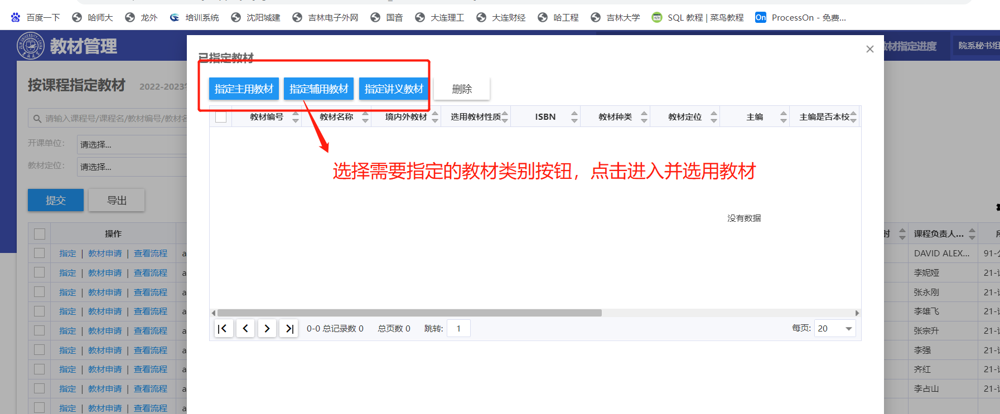 百度一下 哈师大 龙外 培训系统 沈阳城建 吉林电子外网 国音 大连理工 大连财经 哈工程 吉林大学 SQL 教程 | 菜鸟教程 On ProcessOn - 免费...
教材管理
教材指定进度 院系秘书组
已指定教材
按课程指定教材 2022-2023
指定主用教材 指定辅用教材 指定讲义教材 删除
请输入课程号/课程名/教材编号/教材名
教材编号 教材名称 境内外教材 选用教材性质 ISBN 教材种类 教材定位 主编 主编是否本校
开课单位: 请选择...
教材定位: 请选择...
选择需要指定的教材类别按钮，点击进入并选用教材
提交 导出
没有数据
操作 时 课程负责人...
指定 | 教材申请 | 查看流程 a DAVID ALEX... 91-
指定 | 教材申请 | 查看流程 a 李妮娅 21-
指定 | 教材申请 | 查看流程 a 张永刚 21-
指定 | 教材申请 | 查看流程 a 李雄飞 21-
指定 | 教材申请 | 查看流程 a 张宗升 21-
指定 | 教材申请 | 查看流程 a 李强 21-
指定 | 教材申请 | 查看流程 a 齐红 21-
指定 | 教材申请 | 查看流程 a 李占山 21-
指定 | 教材申请 | 查看流程 a
0-0 总记录数 0 总页数 0 跳转: 1 每页: 20